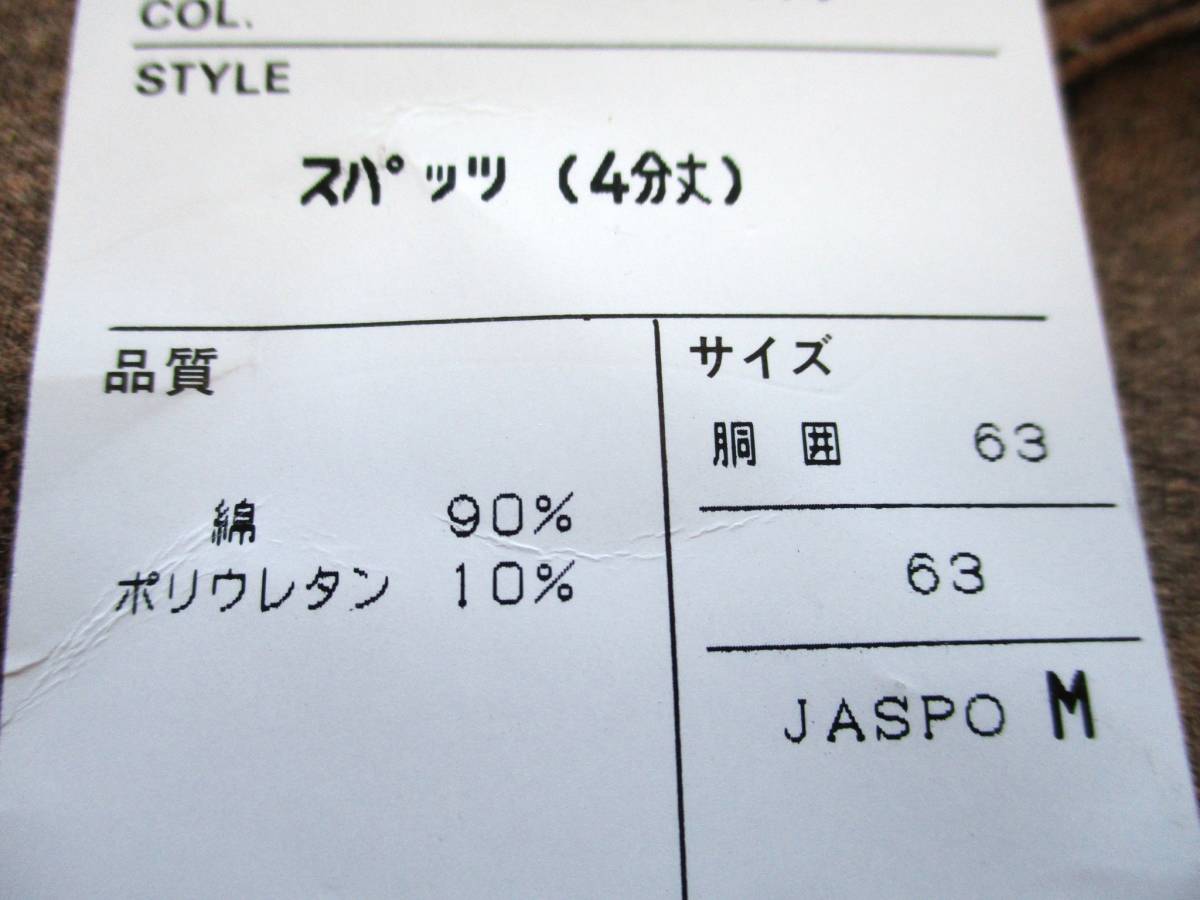 COL.
STYLE
スパッツ (4分丈)
品質
綿 90%
ポリウレタン 10%
サイズ
胴囲 63
63
JASPO M